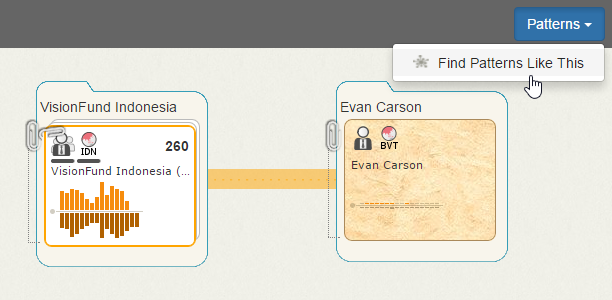 Patterns
Find Patterns Like This
VisionFund Indonesia
Evan Carson
IDN
260
VisionFund Indonesia (...
BVT
Evan Carson